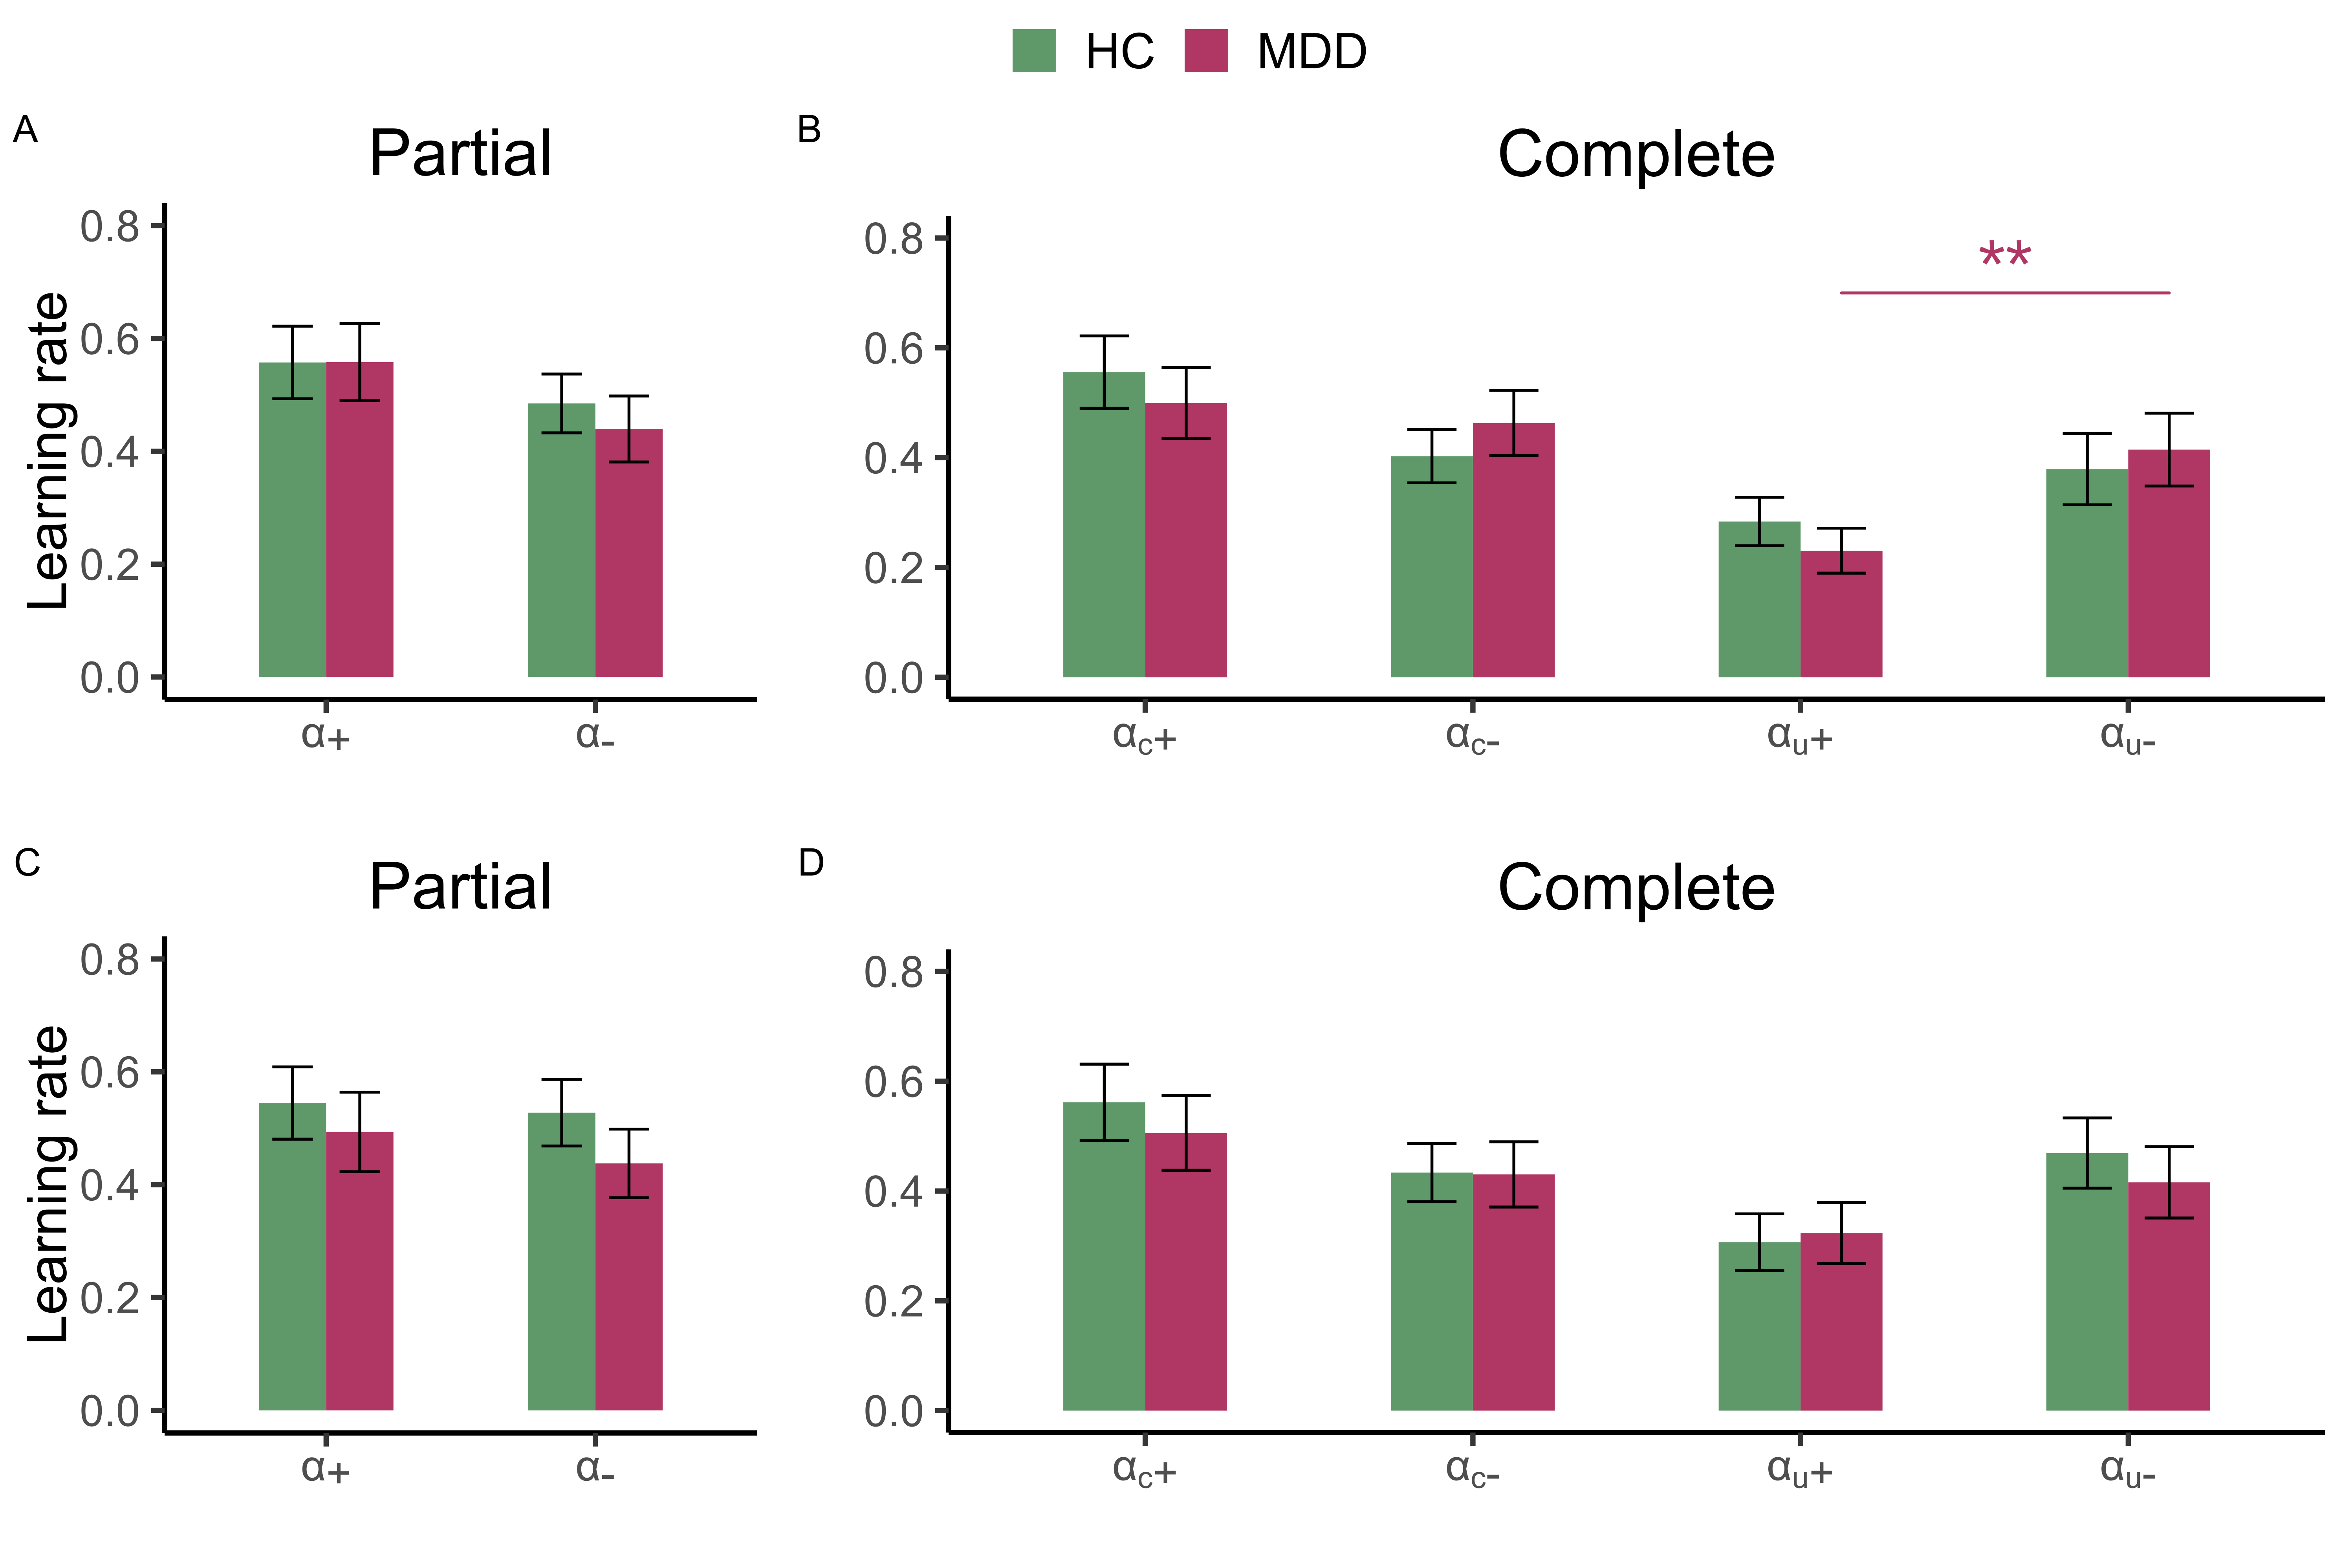 HC MDD
A Partial
0.8
0.6
0.4
0.2
0.0
Learning rate
α+ α-
B Complete
**
0.8
0.6
0.4
0.2
0.0
αc+ αc- αu+ αu-
C Partial
0.8
0.6
0.4
0.2
0.0
Learning rate
α+ α-
D Complete
0.8
0.6
0.4
0.2
0.0
αc+ αc- αu+ αu-